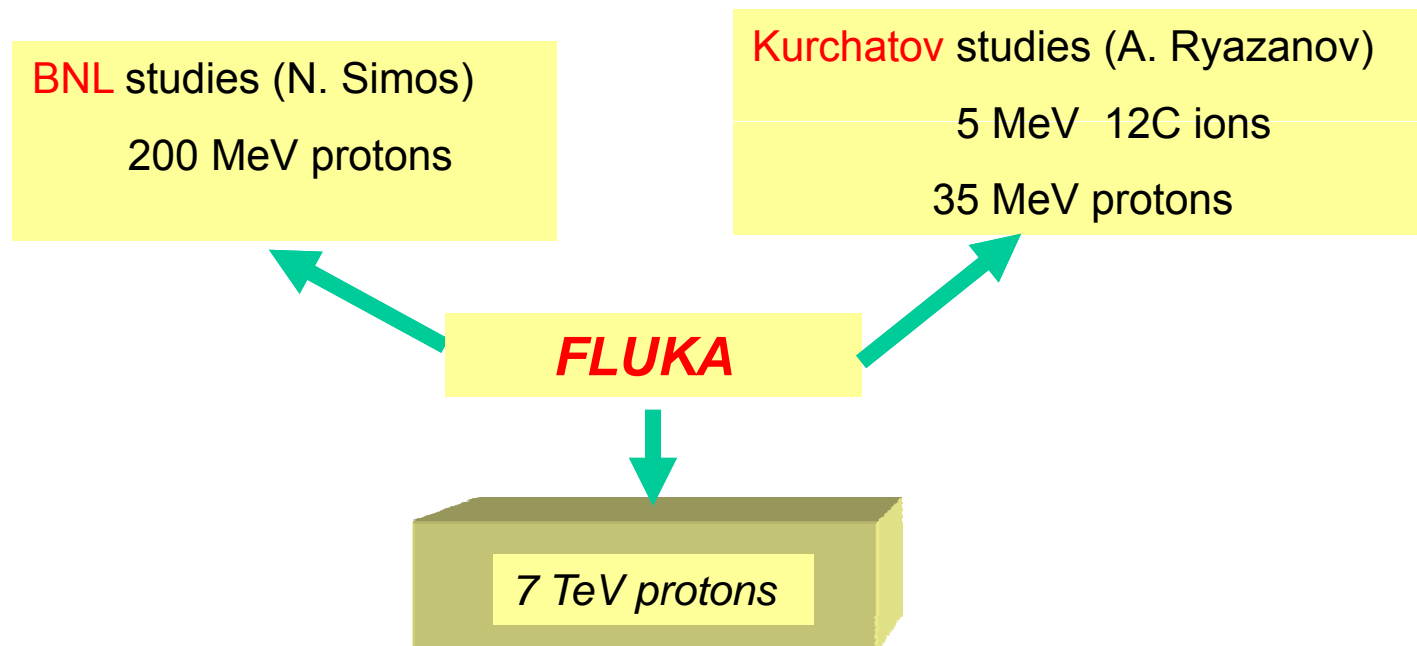 BNL studies (N. Simos)
200 MeV protons
Kurchatov studies (A. Ryazanov)
5 MeV 12C ions
35 MeV protons
FLUKA
7 TeV protons